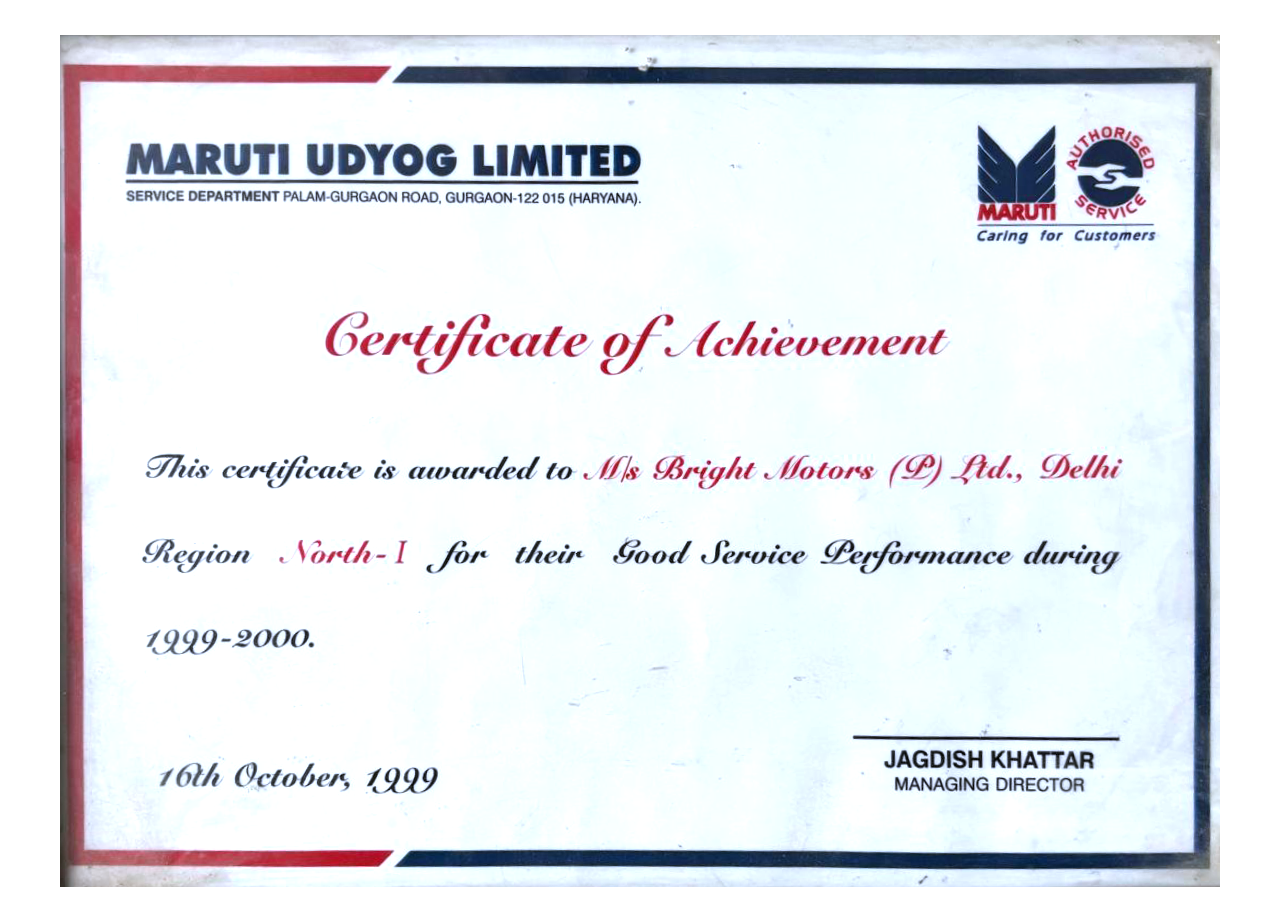 MARUTI UDYOG LIMITED
SERVICE DEPARTMENT PALAM-GURGAON ROAD, GURGAON-122 015 (HARYANA).
MARUTI
AUTHORISED SERVICE
Caring for Customers
Certificate of Achievement
This certificate is awarded to M/s Bright Motors (P) Ltd., Delhi
Region North-I for their Good Service Performance during
1999-2000.
16th October, 1999
JAGDISH KHATTAR
MANAGING DIRECTOR